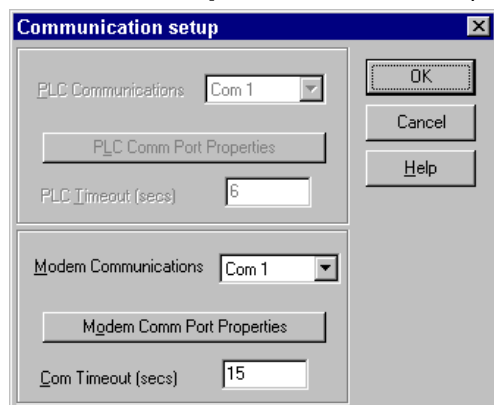 Communication setup
PLC Communications Com 1
PLC Comm Port Properties
PLC Timeout (secs) 6
Modem Communications Com 1
Modem Comm Port Properties
Com Timeout (secs) 15
OK
Cancel
Help